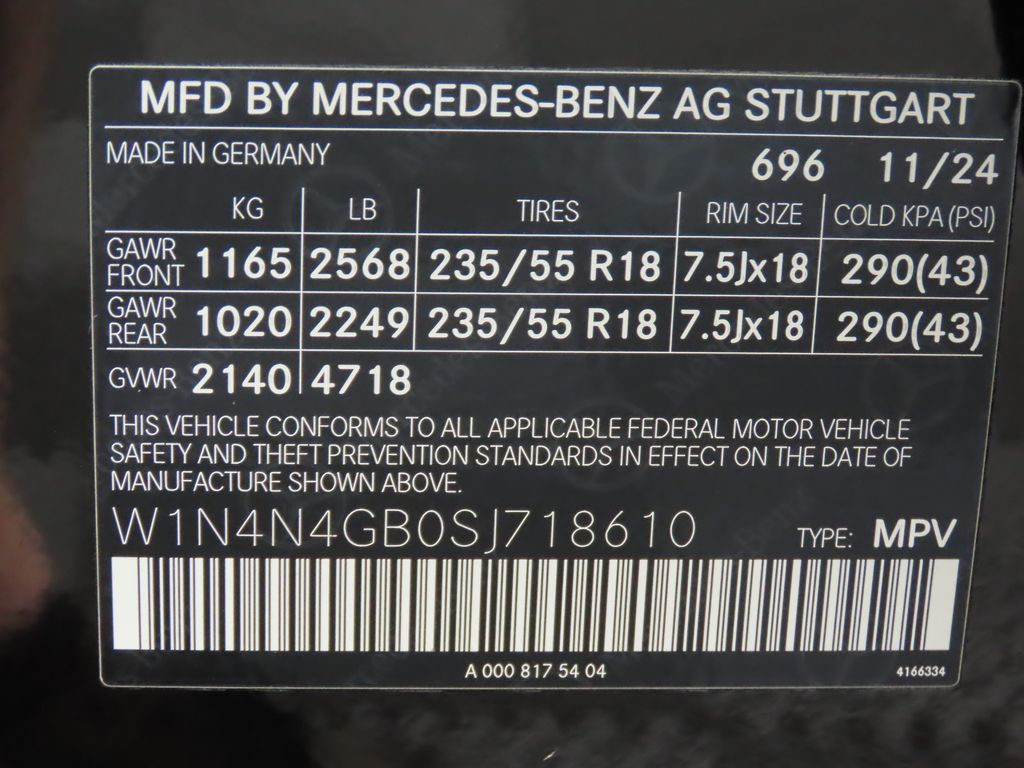 MFD BY MERCEDES-BENZ AG STUTTGART
MADE IN GERMANY 696 11/24
KG LB TIRES RIM SIZE COLD KPA (PSI)
GAWR FRONT 1165 2568 235/55 R18 7.5Jx18 290(43)
GAWR REAR 1020 2249 235/55 R18 7.5Jx18 290(43)
GVWR 2140 4718
THIS VEHICLE CONFORMS TO ALL APPLICABLE FEDERAL MOTOR VEHICLE
SAFETY AND THEFT PREVENTION STANDARDS IN EFFECT ON THE DATE OF
MANUFACTURE SHOWN ABOVE.
W1N4N4GB0SJ718610 TYPE: MPV
A 000 817 54 04 4166334